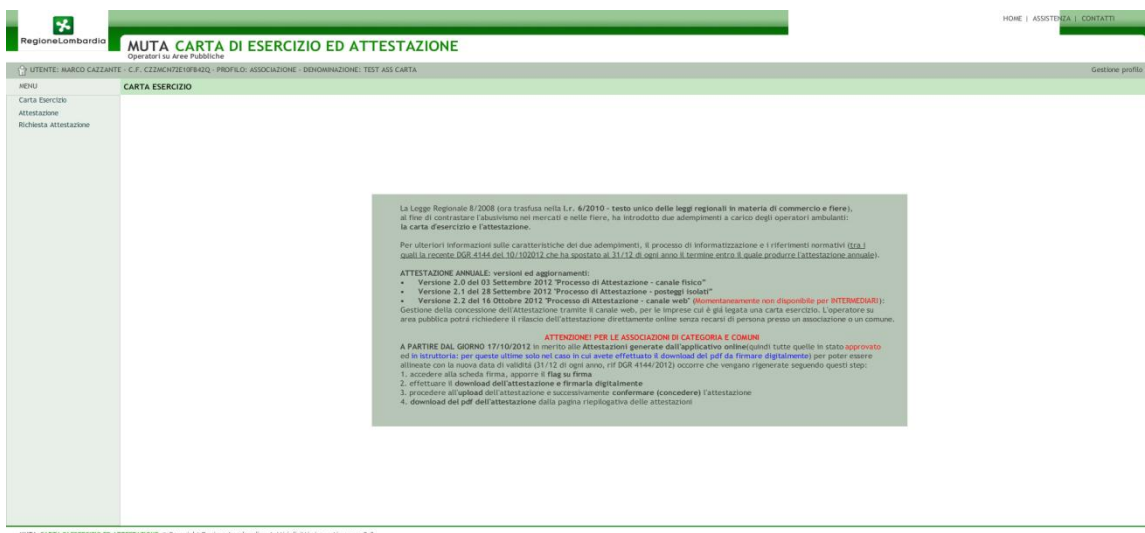 HOME | ASSISTENZA | CONTATTI
RegioneLombardia
MUTA CARTA DI ESERCIZIO ED ATTESTAZIONE
Operatori su Aree Pubbliche
UTENTE: MARCO CAZZANTE - C.F. CZZMCH72E10FB42Q - PROFILO: ASSOCIAZIONE - DENOMINAZIONE: TEST ASS CARTA
Gestione profilo
MENU
CARTA ESERCIZIO
Carta Esercizio
Attestazione
Richiesta Attestazione
La Legge Regionale 8/2008 (ora trasfusa nella l.r. 6/2010 - testo unico delle leggi regionali in materia di commercio e fiere),
al fine di contrastare l'abusivismo nei mercati e nelle fiere, ha introdotto due adempimenti a carico degli operatori ambulanti:
la carta d'esercizio e l'attestazione.
Per ulteriori informazioni sulle caratteristiche dei due adempimenti, il processo di informatizzazione e i riferimenti normativi (tra i
quali la recente DGR 4144 del 10/102012 che ha spostato al 31/12 di ogni anno il termine entro il quale produrre l'attestazione annuale).
ATTESTAZIONE ANNUALE: versioni ed aggiornamenti:
• Versione 2.0 del 03 Settembre 2012 "Processo di Attestazione - canale fisico"
• Versione 2.1 del 28 Settembre 2012 "Processo di Attestazione - posteggi isolati"
• Versione 2.2 del 16 Ottobre 2012 "Processo di Attestazione - canale web" (Momentaneamente non disponibile per INTERMEDIARI):
Gestione della concessione dell'Attestazione tramite il canale web, per le imprese cui è già legata una carta esercizio. L'operatore su
area pubblica potrà richiedere il rilascio dell'attestazione direttamente online senza recarsi di persona presso un associazione o un comune.
ATTENZIONE! PER LE ASSOCIAZIONI DI CATEGORIA E COMUNI
A PARTIRE DAL GIORNO 17/10/2012 in merito alle Attestazioni generate dall'applicativo online(quindi tutte quelle in stato approvato
ed in istruttoria: per queste ultime solo nel caso in cui avete effettuato il download del pdf da firmare digitalmente) per poter essere
allineate con la nuova data di validità (31/12 di ogni anno, rif DGR 4144/2012) occorre che vengano rigenerate seguendo questi step:
1. accedere alla scheda firma, apporre il flag su firma
2. effettuare il download dell'attestazione e firmarla digitalmente
3. procedere all'upload dell'attestazione e successivamente confermare (concedere) l'attestazione
4. download del pdf dell'attestazione dalla pagina riepilogativa delle attestazioni